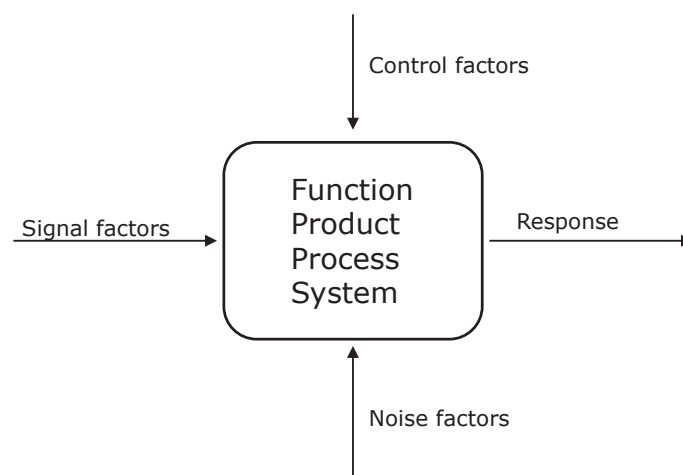 Control factors
Function
Product
Process
System
Signal factors
Response
Noise factors